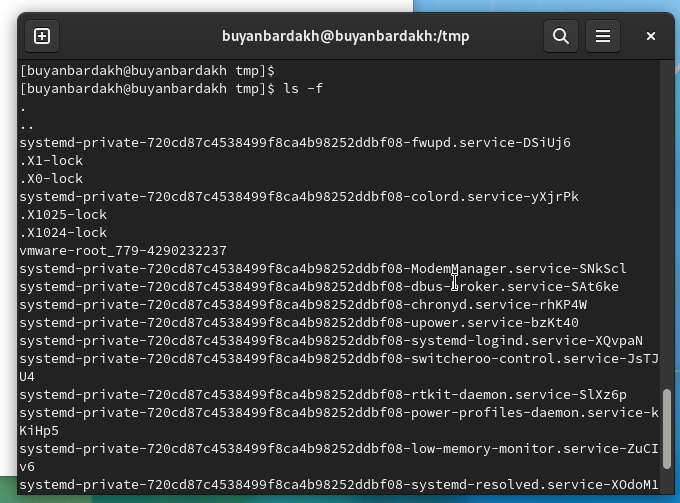 buyanbardakh@buyanbardakh:/tmp
[buyanbardakh@buyanbardakh tmp]$
[buyanbardakh@buyanbardakh tmp]$ ls -f
.
..
systemd-private-720cd87c4538499f8ca4b98252ddbf08-fwupd.service-DSiUj6
.X1-lock
.X0-lock
systemd-private-720cd87c4538499f8ca4b98252ddbf08-colord.service-yXjrPk
.X1025-lock
.X1024-lock
vmware-root_779-4290232237
systemd-private-720cd87c4538499f8ca4b98252ddbf08-ModemManager.service-SNkScl
systemd-private-720cd87c4538499f8ca4b98252ddbf08-dbus-broker.service-SAt6ke
systemd-private-720cd87c4538499f8ca4b98252ddbf08-chronyd.service-rhKP4W
systemd-private-720cd87c4538499f8ca4b98252ddbf08-upower.service-bzKt40
systemd-private-720cd87c4538499f8ca4b98252ddbf08-systemd-logind.service-XQvpaN
systemd-private-720cd87c4538499f8ca4b98252ddbf08-switcheroo-control.service-JsTJ
U4
systemd-private-720cd87c4538499f8ca4b98252ddbf08-rtkit-daemon.service-SlXz6p
systemd-private-720cd87c4538499f8ca4b98252ddbf08-power-profiles-daemon.service-k
KiHp5
systemd-private-720cd87c4538499f8ca4b98252ddbf08-low-memory-monitor.service-ZuCI
v6
systemd-private-720cd87c4538499f8ca4b98252ddbf08-systemd-resolved.service-XOdoM1